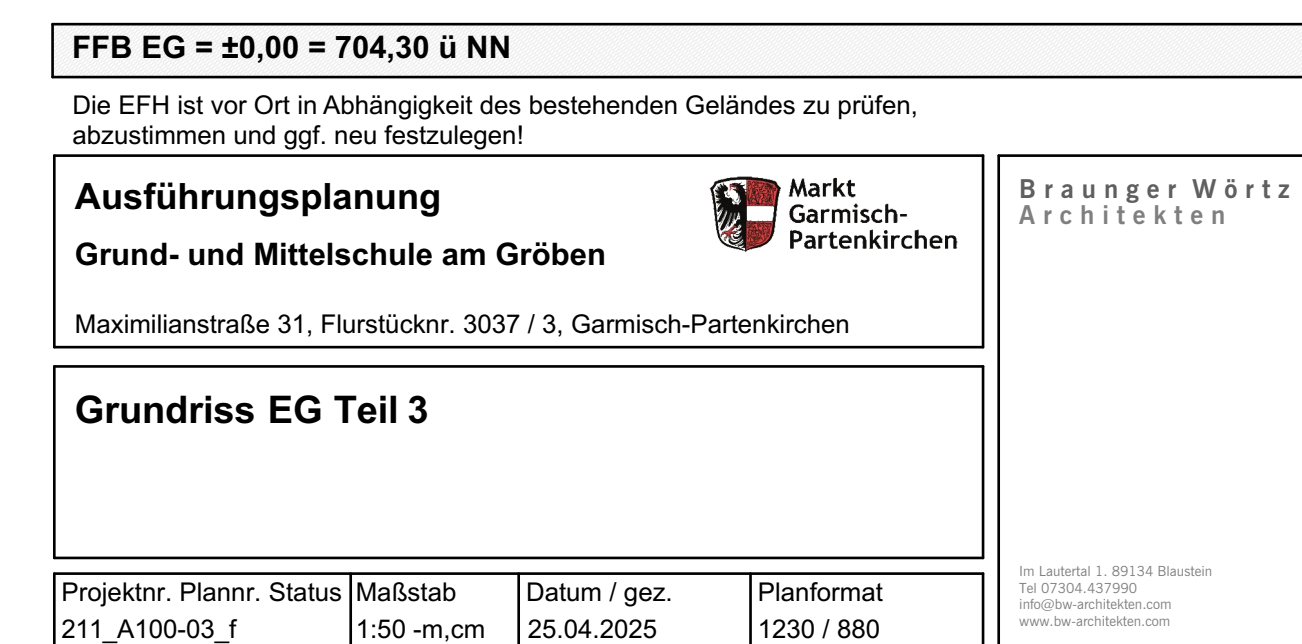 FFB EG = ±0,00 = 704,30 ü NN
Die EFH ist vor Ort in Abhängigkeit des bestehenden Geländes zu prüfen,
abzustimmen und ggf. neu festzulegen!
Ausführungsplanung
Grund- und Mittelschule am Gröben
Maximilianstraße 31, Flurstücknr. 3037 / 3, Garmisch-Partenkirchen
Markt
Garmisch-
Partenkirchen
Grundriss EG Teil 3
Projektnr. Plannr. Status Maßstab Datum / gez. Planformat
211_A100-03_f 1:50 -m,cm 25.04.2025 1230 / 880
Braunger Wörtz
Architekten
Im Lautertal 1. 89134 Blaustein
Tel 07304.437990
info@bw-architekten.com
www.bw-architekten.com